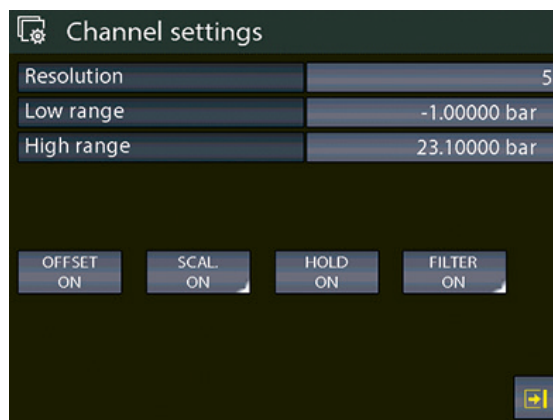 Channel settings
Resolution 5
Low range -1.00000 bar
High range 23.10000 bar
OFFSET ON
SCAL. ON
HOLD ON
FILTER ON